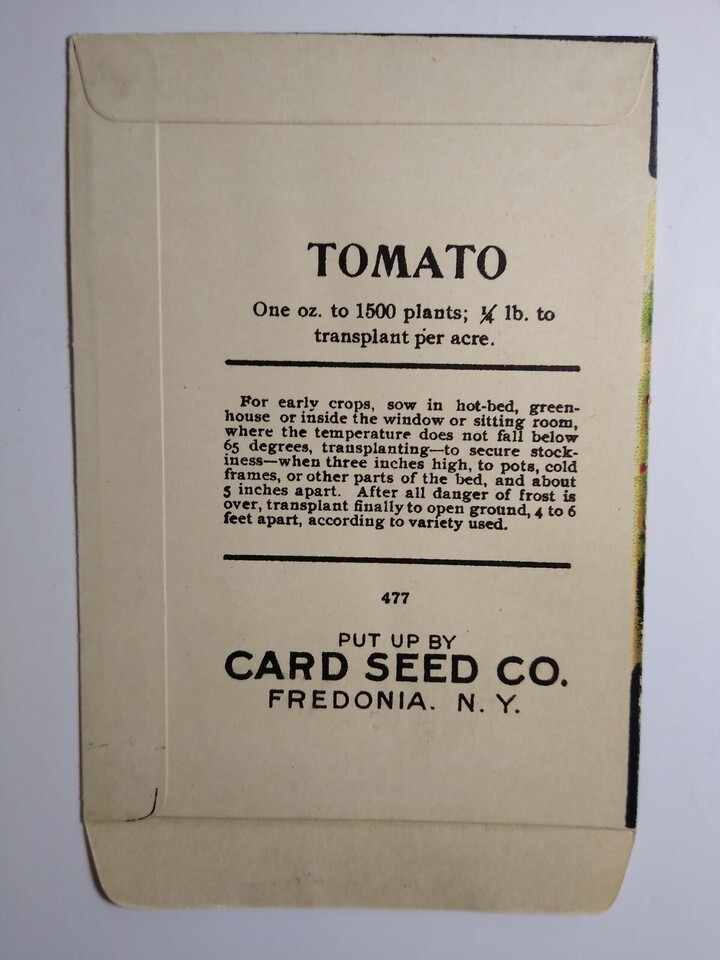 TOMATO
One oz. to 1500 plants; ¼ lb. to
transplant per acre.
For early crops, sow in hot-bed, green-
house or inside the window or sitting room,
where the temperature does not fall below
65 degrees, transplanting—to secure stock-
iness—when three inches high, to pots, cold
frames, or other parts of the bed, and about
5 inches apart. After all danger of frost is
over, transplant finally to open ground, 4 to 6
feet apart, according to variety used.
477
PUT UP BY
CARD SEED CO.
FREDONIA. N. Y.